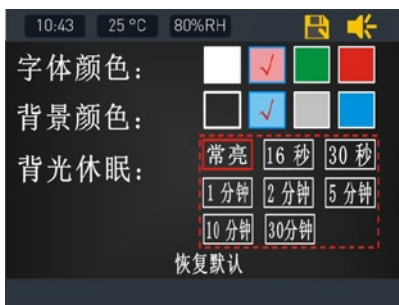 10:43 25 °C 80%RH
字体颜色：
背景颜色：
背光休眠：
常亮 16 秒 30 秒
1 分钟 2 分钟 5 分钟
10 分钟 30分钟
恢复默认